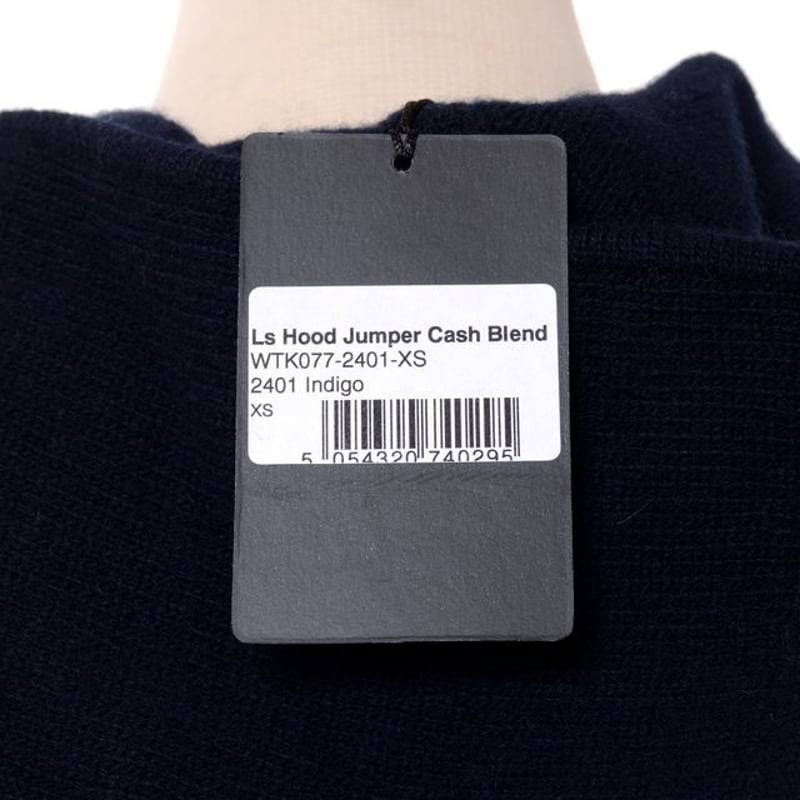 Ls Hood Jumper Cash Blend
WTK077-2401-XS
2401 Indigo
XS
5 054320 740295